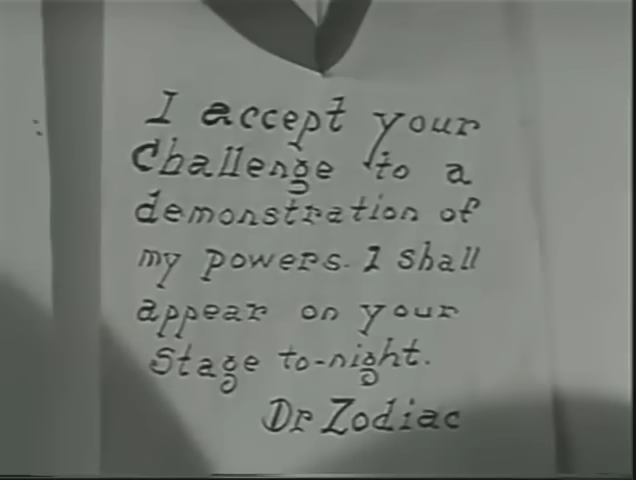 I accept your
Challenge to a
demonstration of
my powers. I shall
appear on your
Stage to-night.
Dr Zodiac